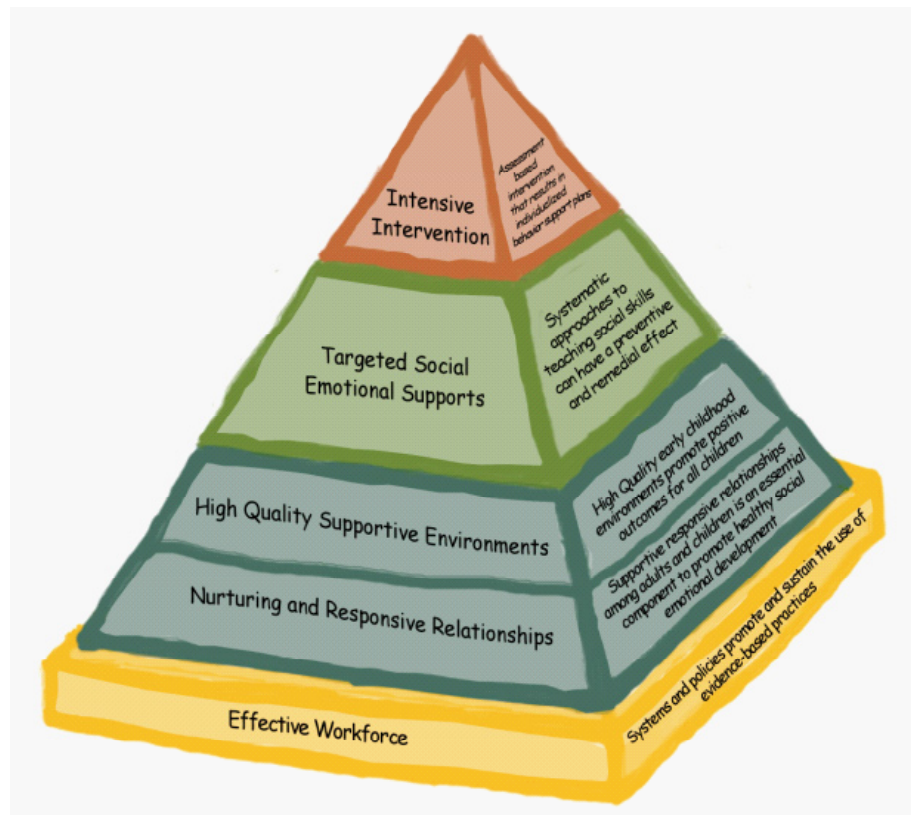 Intensive
Intervention
Assessment
based
intervention
that results in
individualized
behavior support plans
Targeted Social
Emotional Supports
Systematic
approaches to
teaching social skills
can have a preventive
and remedial effect
High Quality Supportive Environments
High Quality early childhood
environments promote positive
outcomes for all children
Nurturing and Responsive Relationships
Supportive responsive relationships
among adults and children is an essential
component to promote healthy social
emotional development
Effective Workforce
Systems and policies promote and sustain the use of
evidence-based practices